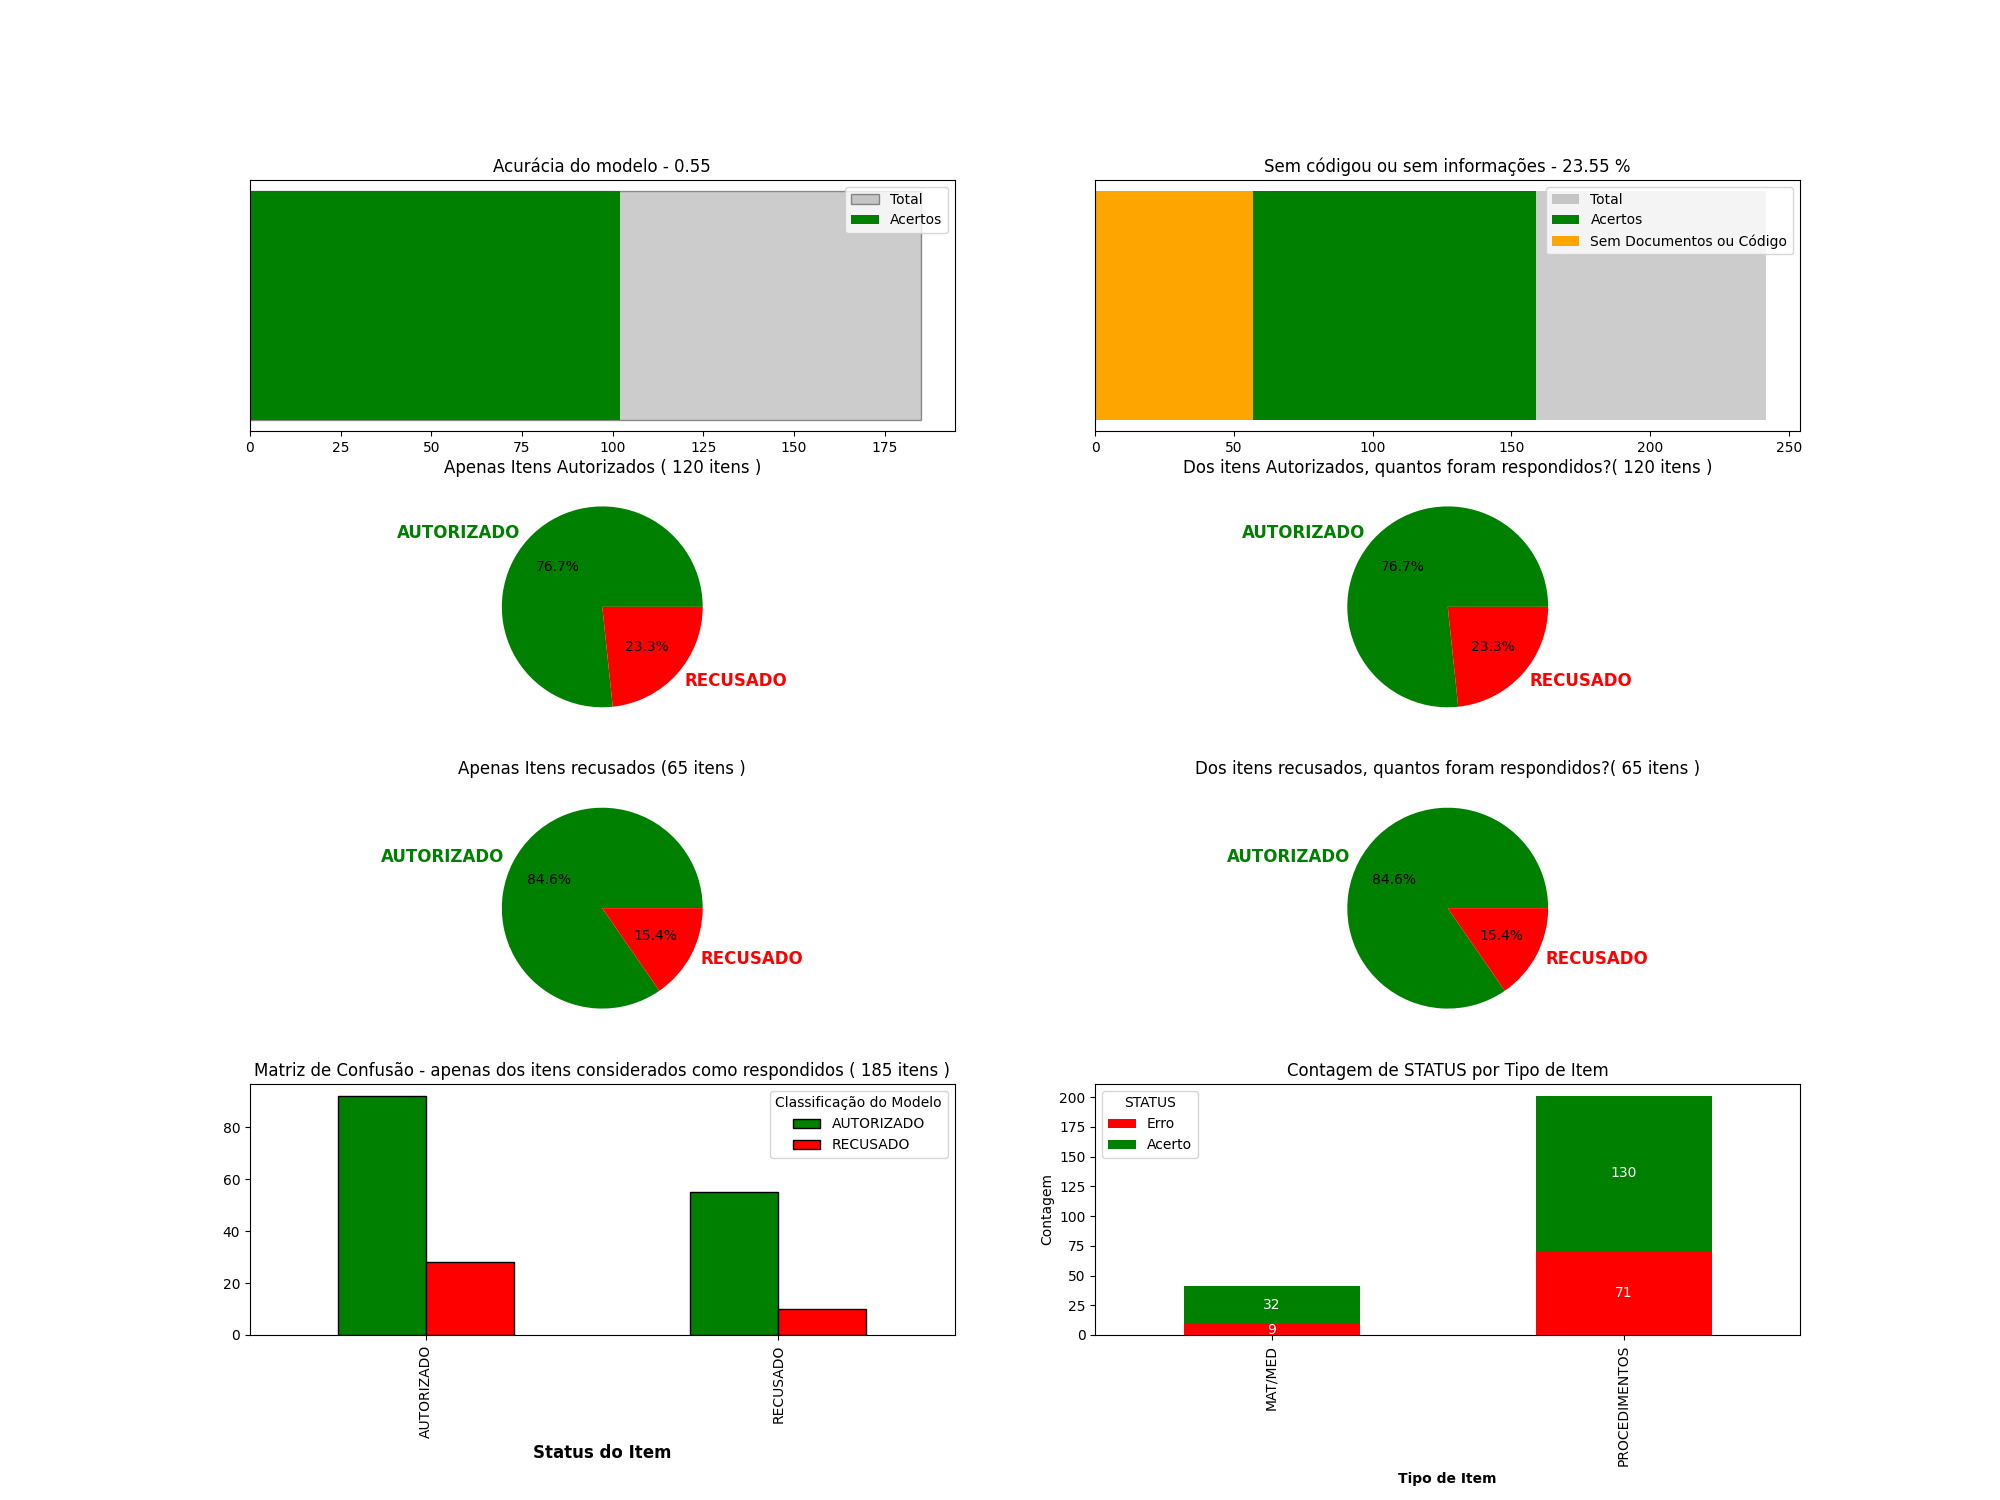 Acurácia do modelo - 0.55
Total
Acertos
0 25 50 75 100 125 150 175
Sem códigou ou sem informações - 23.55 %
Total
Acertos
Sem Documentos ou Código
0 50 100 150 200 250
Apenas Itens Autorizados ( 120 itens )
AUTORIZADO
76.7%
23.3%
RECUSADO
Dos itens Autorizados, quantos foram respondidos?( 120 itens )
AUTORIZADO
76.7%
23.3%
RECUSADO
Apenas Itens recusados (65 itens )
AUTORIZADO
84.6%
15.4%
RECUSADO
Dos itens recusados, quantos foram respondidos?( 65 itens )
AUTORIZADO
84.6%
15.4%
RECUSADO
Matriz de Confusão - apenas dos itens considerados como respondidos ( 185 itens )
Classificação do Modelo
AUTORIZADO
RECUSADO
80
60
40
20
0
AUTORIZADO
RECUSADO
Status do Item
Contagem de STATUS por Tipo de Item
STATUS
Erro
Acerto
Contagem
200
175
150
125
100
75
50
25
0
130
71
32
9
MAT/MED
PROCEDIMENTOS
Tipo de Item